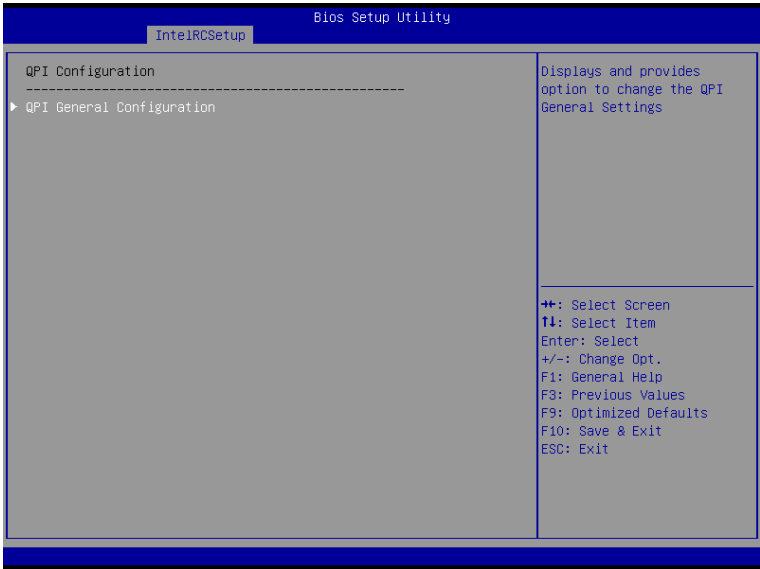 Bios Setup Utility
IntelRCSetup
QPI Configuration
--------------------------------------------------
QPI General Configuration
Displays and provides
option to change the QPI
General Settings
→←: Select Screen
↑↓: Select Item
Enter: Select
+/-: Change Opt.
F1: General Help
F3: Previous Values
F9: Optimized Defaults
F10: Save & Exit
ESC: Exit